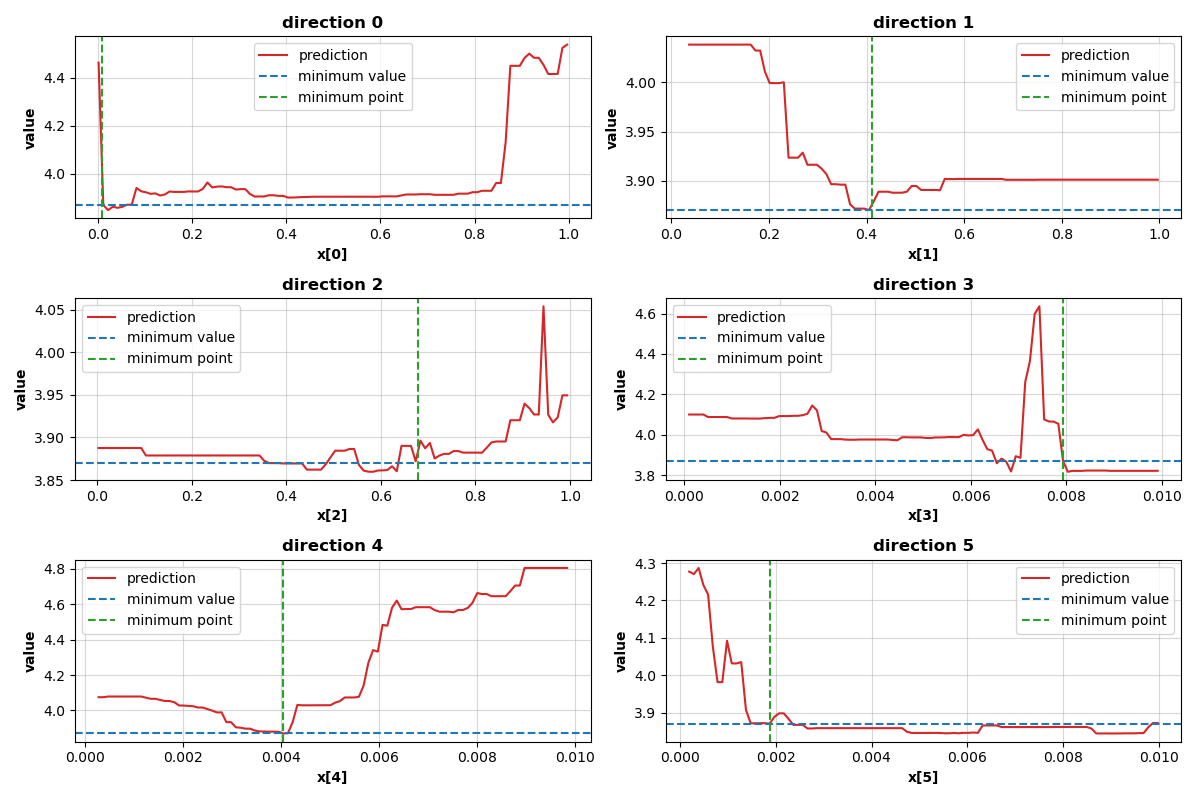 direction 0
value
4.4
4.2
4.0
prediction
minimum value
minimum point
0.0 0.2 0.4 0.6 0.8 1.0
x[0]
direction 1
value
4.00
3.95
3.90
prediction
minimum value
minimum point
0.0 0.2 0.4 0.6 0.8 1.0
x[1]
direction 2
value
4.05
4.00
3.95
3.90
3.85
prediction
minimum value
minimum point
0.0 0.2 0.4 0.6 0.8 1.0
x[2]
direction 3
value
4.6
4.4
4.2
4.0
3.8
prediction
minimum value
minimum point
0.000 0.002 0.004 0.006 0.008 0.010
x[3]
direction 4
value
4.8
4.6
4.4
4.2
4.0
prediction
minimum value
minimum point
0.000 0.002 0.004 0.006 0.008 0.010
x[4]
direction 5
value
4.3
4.2
4.1
4.0
3.9
prediction
minimum value
minimum point
0.000 0.002 0.004 0.006 0.008 0.010
x[5]